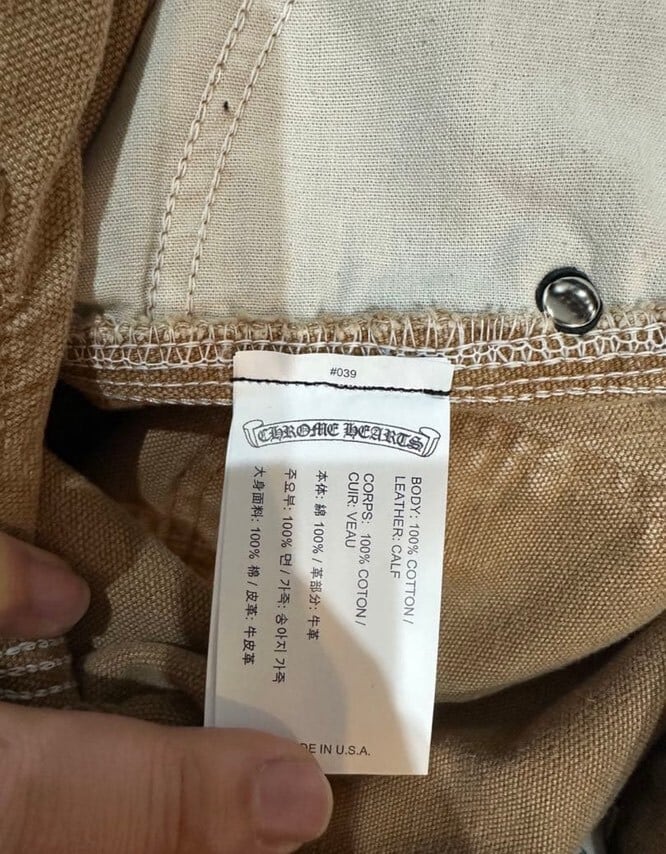 #039
CHROME HEARTS
BODY: 100% COTTON /
LEATHER: CALF
CORPS: 100% COTON /
CUIR: VEAU
本体: 綿 100% / 革部分: 牛革
주요부: 100% 면 / 가죽: 송아지 가죽
大身面料: 100% 棉 / 皮革: 牛皮革
DE IN U.S.A.